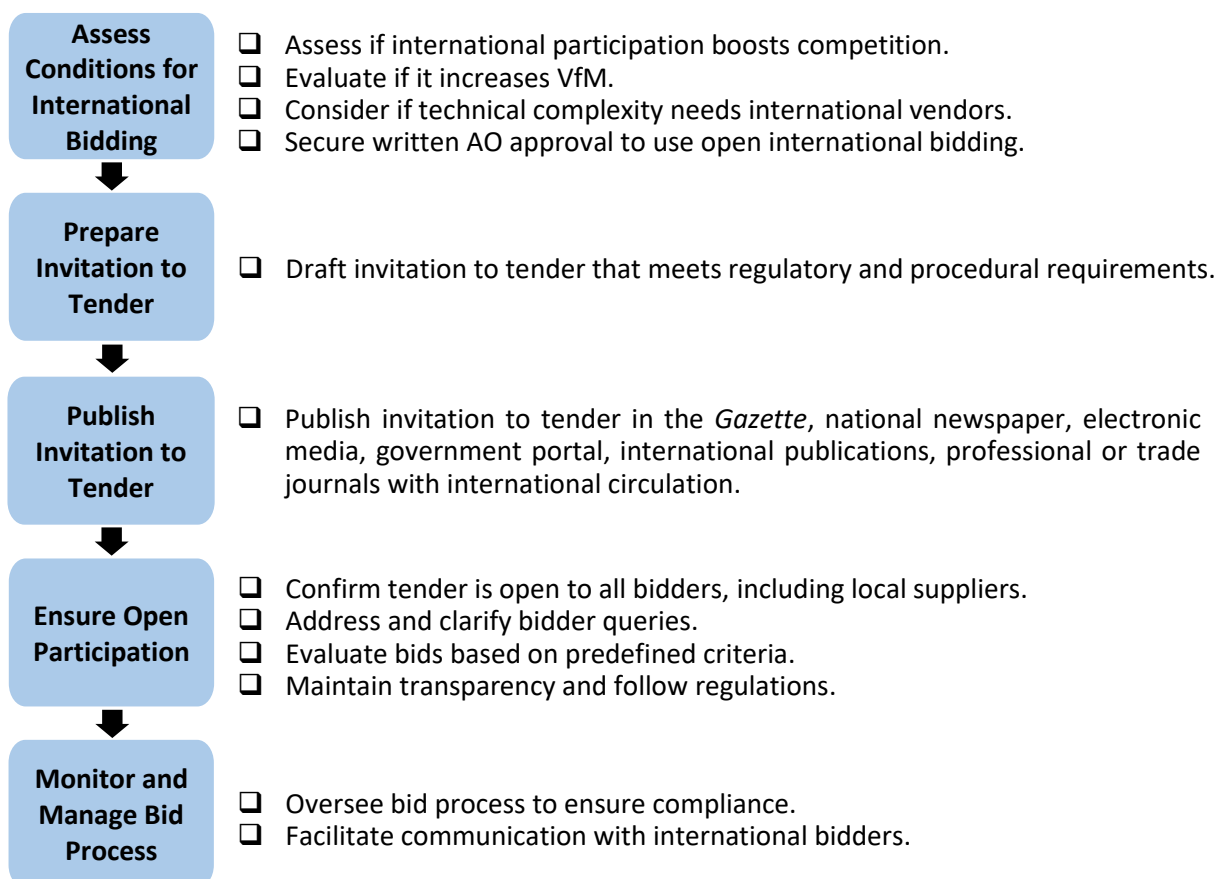 Assess
Conditions for
International
Bidding
❑ Assess if international participation boosts competition.
❑ Evaluate if it increases VfM.
❑ Consider if technical complexity needs international vendors.
❑ Secure written AO approval to use open international bidding.
Prepare
Invitation to
Tender
❑ Draft invitation to tender that meets regulatory and procedural requirements.
Publish
Invitation to
Tender
❑ Publish invitation to tender in the Gazette, national newspaper, electronic
media, government portal, international publications, professional or trade
journals with international circulation.
Ensure Open
Participation
❑ Confirm tender is open to all bidders, including local suppliers.
❑ Address and clarify bidder queries.
❑ Evaluate bids based on predefined criteria.
❑ Maintain transparency and follow regulations.
Monitor and
Manage Bid
Process
❑ Oversee bid process to ensure compliance.
❑ Facilitate communication with international bidders.